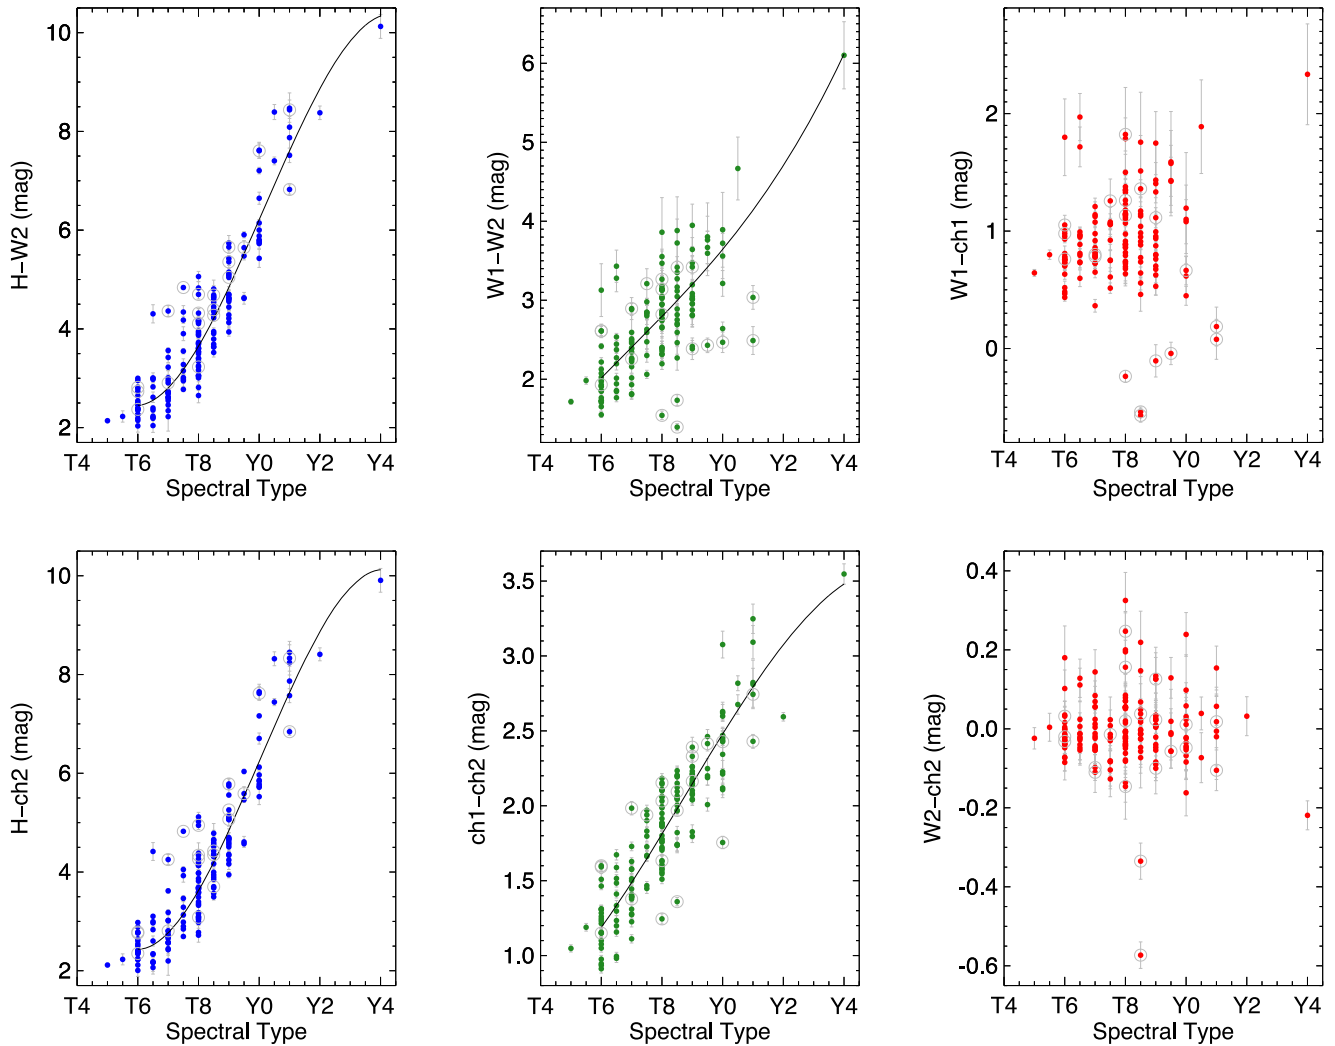 H−W2 (mag)
10
8
6
4
2
T4 T6 T8 Y0 Y2 Y4
Spectral Type
W1−W2 (mag)
6
5
4
3
2
T4 T6 T8 Y0 Y2 Y4
Spectral Type
W1−ch1 (mag)
2
1
0
T4 T6 T8 Y0 Y2 Y4
Spectral Type
H−ch2 (mag)
10
8
6
4
2
T4 T6 T8 Y0 Y2 Y4
Spectral Type
ch1−ch2 (mag)
3.5
3.0
2.5
2.0
1.5
1.0
T4 T6 T8 Y0 Y2 Y4
Spectral Type
W2−ch2 (mag)
0.4
0.2
0.0
-0.2
-0.4
-0.6
T4 T6 T8 Y0 Y2 Y4
Spectral Type